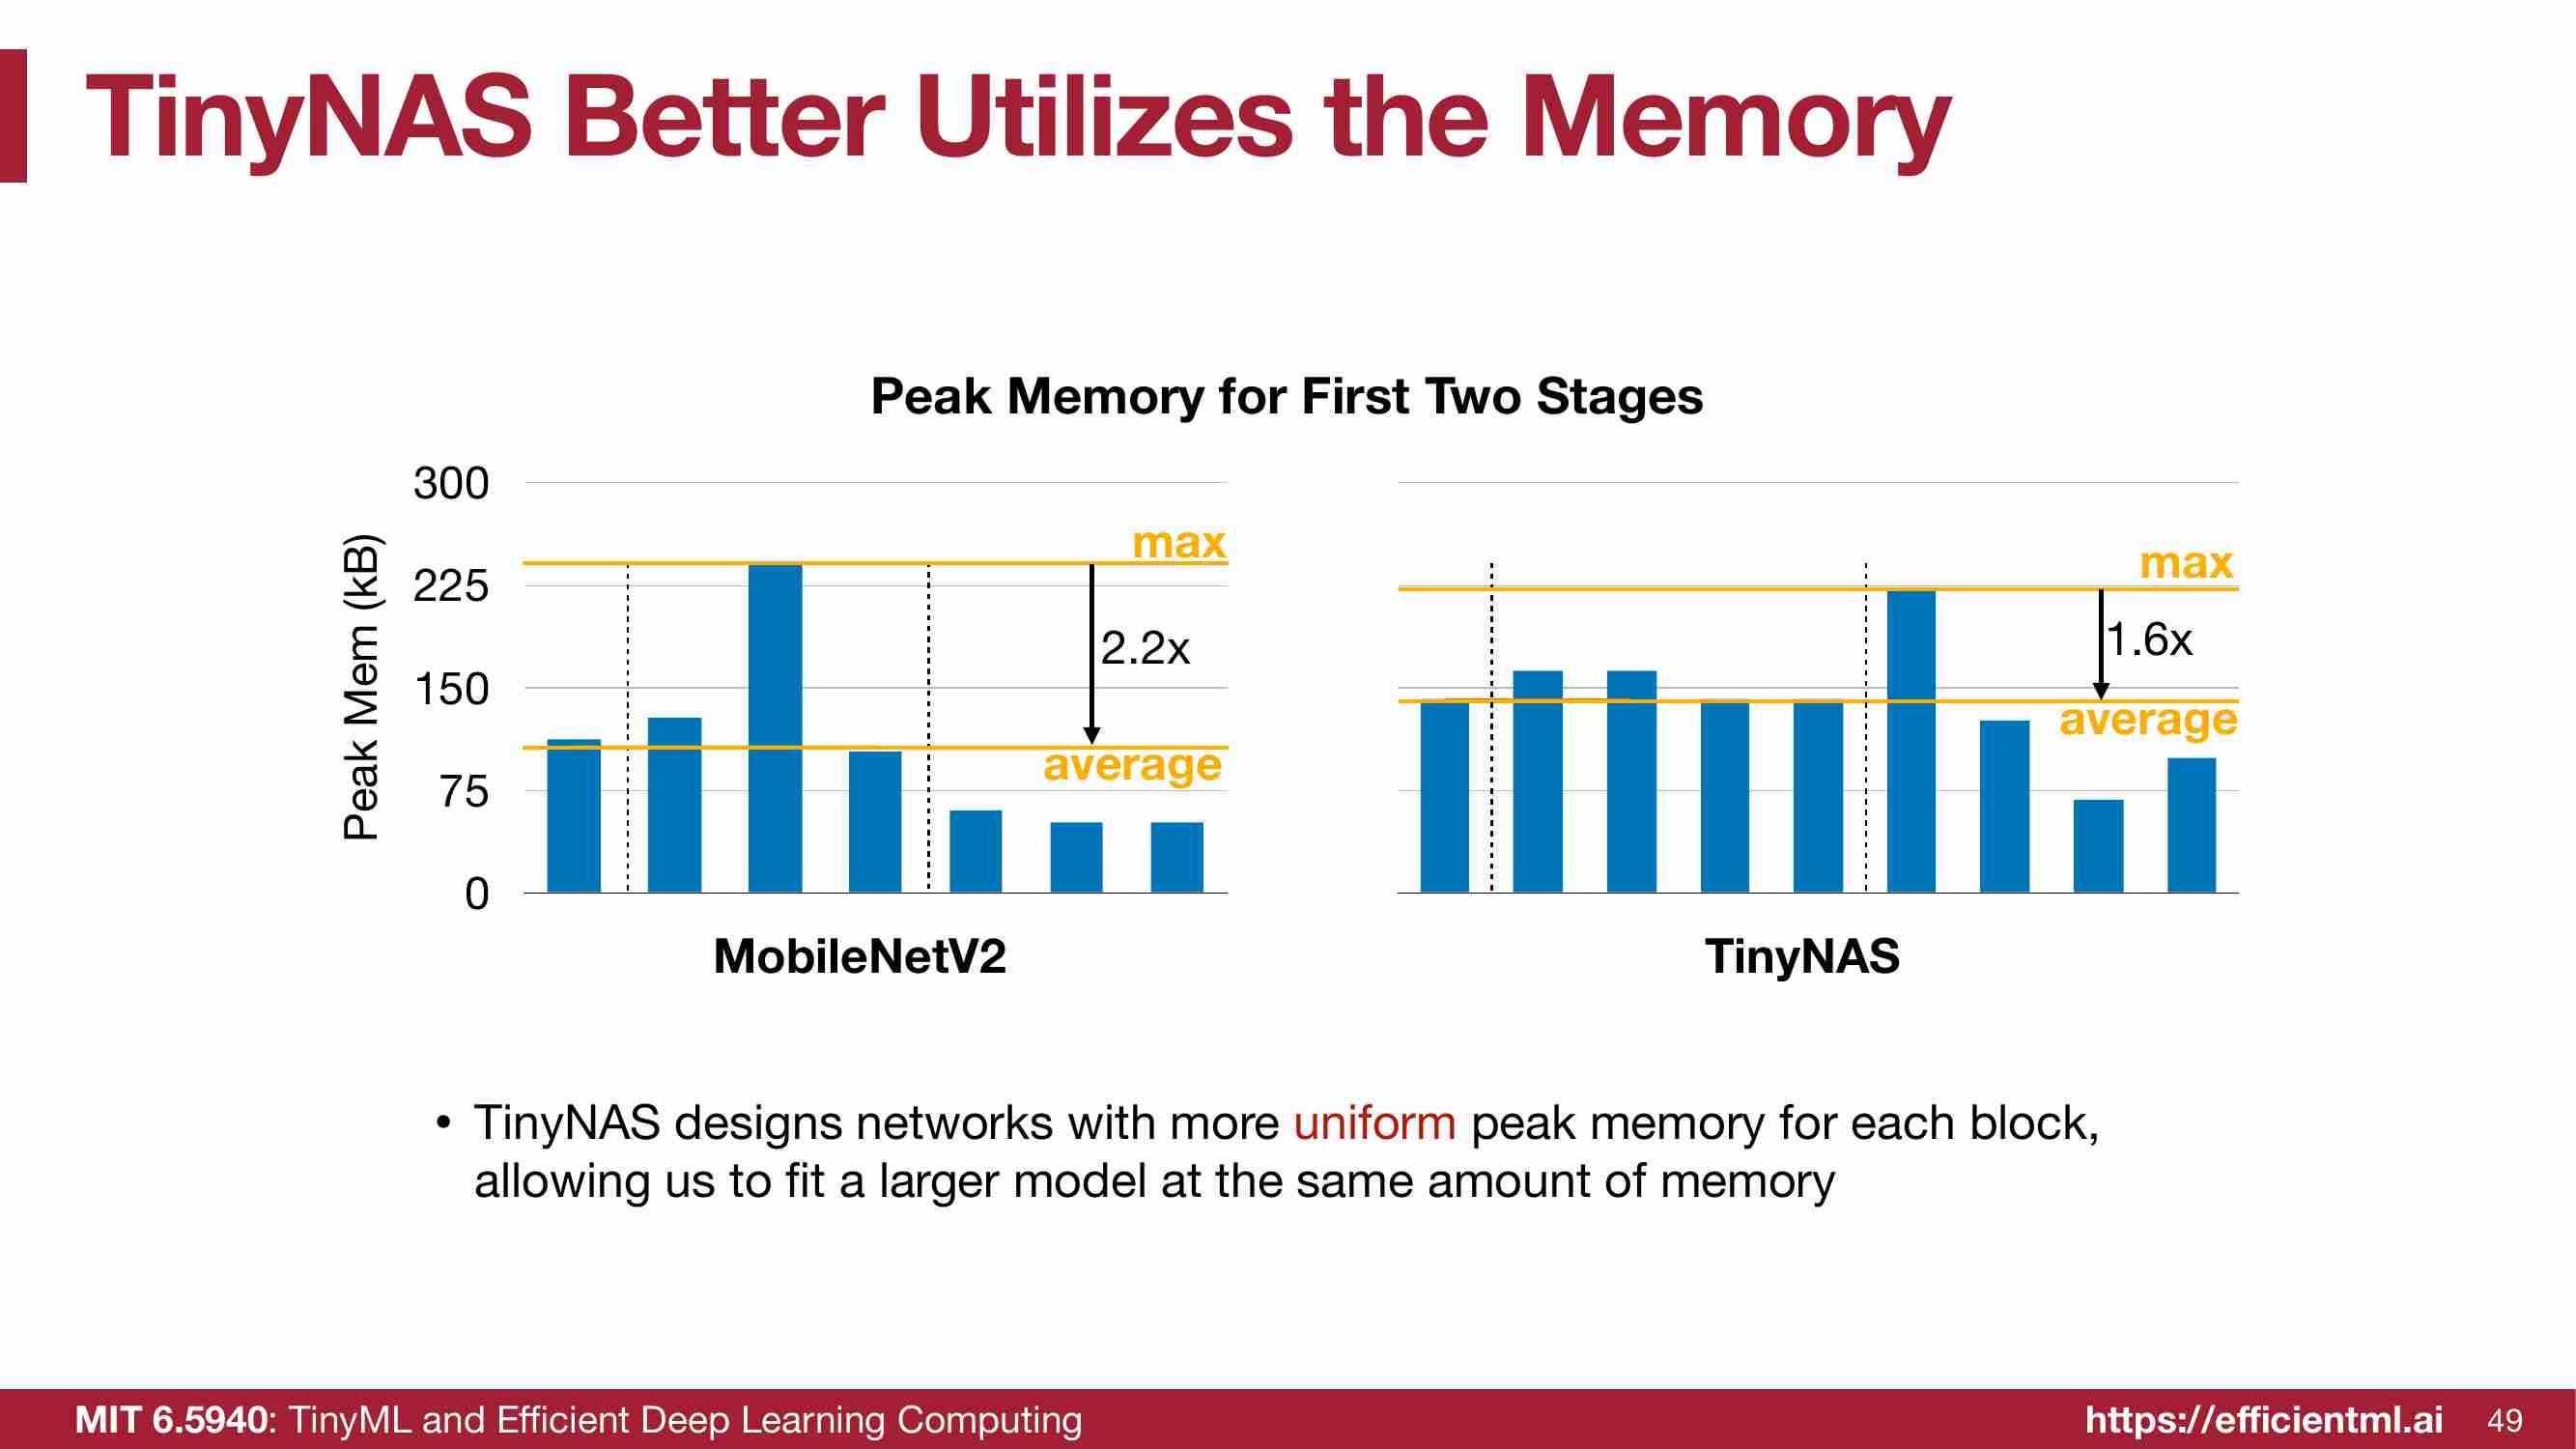 TinyNAS Better Utilizes the Memory
Peak Memory for First Two Stages
Peak Mem (kB)
300
225
150
75
0
max
2.2x
average
MobileNetV2
max
1.6x
average
TinyNAS
• TinyNAS designs networks with more uniform peak memory for each block,
allowing us to fit a larger model at the same amount of memory
MIT 6.5940: TinyML and Efficient Deep Learning Computing
https://efficientml.ai
49